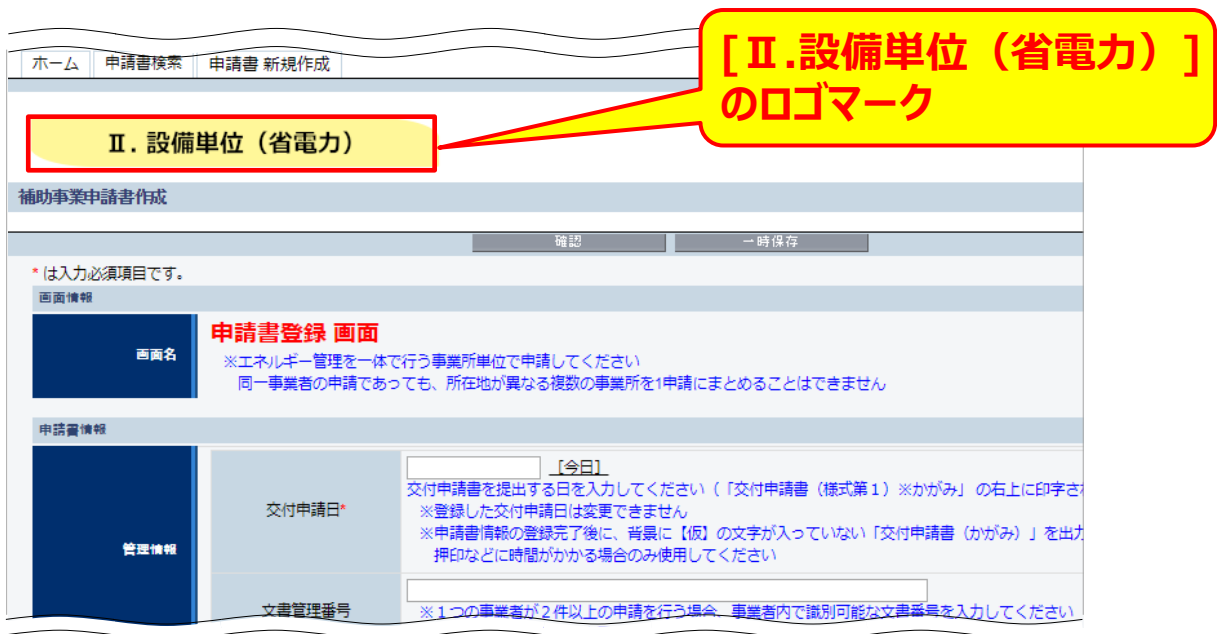 [Ⅱ.設備単位（省電力）]
のロゴマーク
ホーム 申請書検索 申請書 新規作成
Ⅱ. 設備単位（省電力）
補助事業申請書作成
確認 一時保存
* は入力必須項目です。
画面情報
画面名
申請書登録 画面
※エネルギー管理を一体で行う事業所単位で申請してください
同一事業者の申請であっても、所在地が異なる複数の事業所を1申請にまとめることはできません
申請書情報
管理情報
交付申請日*
[今日]
交付申請書を提出する日を入力してください（「交付申請書（様式第１）※かがみ」 の右上に印字さ
※登録した交付申請日は変更できません
※申請書情報の登録完了後に、背景に【仮】の文字が入っていない「交付申請書（かがみ）」を出力
押印などに時間がかかる場合のみ使用してください
文書管理番号
※１つの事業者が２件以上の申請を行う場合、事業者内で識別可能な文書番号を入力してください